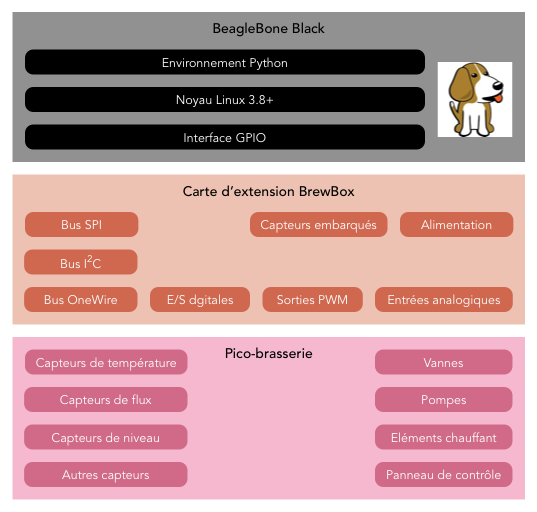 BeagleBone Black
Environnement Python
Noyau Linux 3.8+
Interface GPIO
Carte d’extension BrewBox
Bus SPI
Capteurs embarqués
Alimentation
Bus I²C
Bus OneWire
E/S dgitales
Sorties PWM
Entrées analogiques
Pico-brasserie
Capteurs de température
Vannes
Capteurs de flux
Pompes
Capteurs de niveau
Eléments chauffant
Autres capteurs
Panneau de contrôle